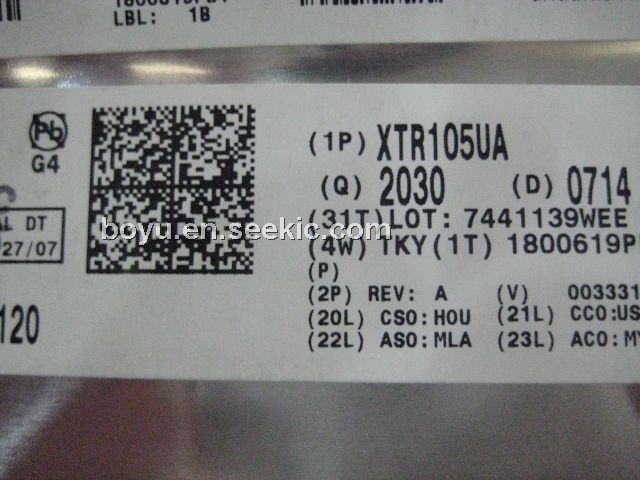 LBL: 1B
Pb
G4
(1P) XTR105UA
(Q) 2030 (D) 0714
(31T)LOT: 7441139WEE
AL DT
27/07
(4W) TKY(1T) 1800619P
boyu.en.seekic.com
(P)
(2P) REV: A (V) 003331
(20L) CSO:HOU (21L) CCO:US
120
(22L) ASO:MLA (23L) ACO:MY